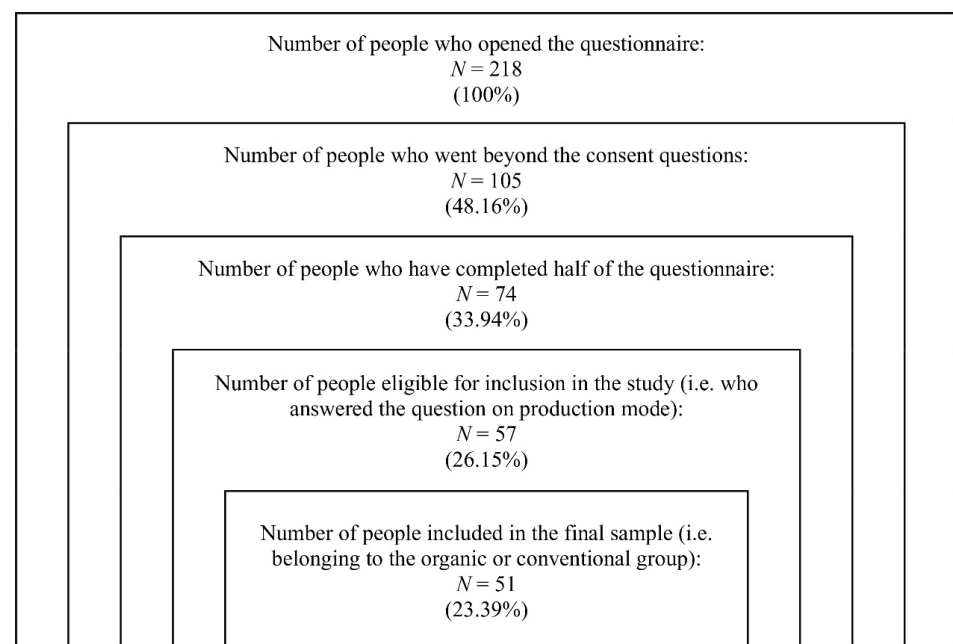 Number of people who opened the questionnaire:
N = 218
(100%)
Number of people who went beyond the consent questions:
N = 105
(48.16%)
Number of people who have completed half of the questionnaire:
N = 74
(33.94%)
Number of people eligible for inclusion in the study (i.e. who
answered the question on production mode):
N = 57
(26.15%)
Number of people included in the final sample (i.e.
belonging to the organic or conventional group):
N = 51
(23.39%)